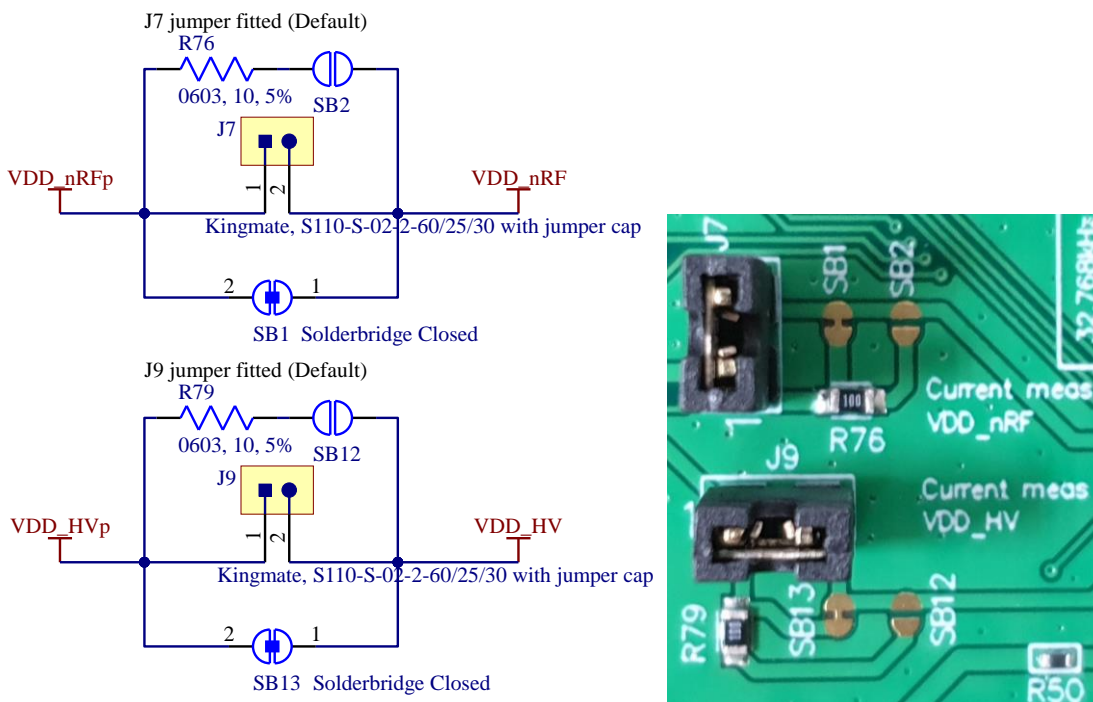 J7 jumper fitted (Default)
R76
0603, 10, 5%
SB2
J7
VDD_nRFp
VDD_nRF
1
2
Kingmate, S110-S-02-2-60/25/30 with jumper cap
2
1
SB1 Solderbridge Closed
J9 jumper fitted (Default)
R79
0603, 10, 5%
SB12
J9
VDD_HVp
VDD_HV
1
2
Kingmate, S110-S-02-2-60/25/30 with jumper cap
2
1
SB13 Solderbridge Closed
J7
SB1
SB2
32.768kHz
1
100
R76
Current meas
VDD_nRF
J9
1
Current meas
VDD_HV
R79
100
SB13
SB12
R50